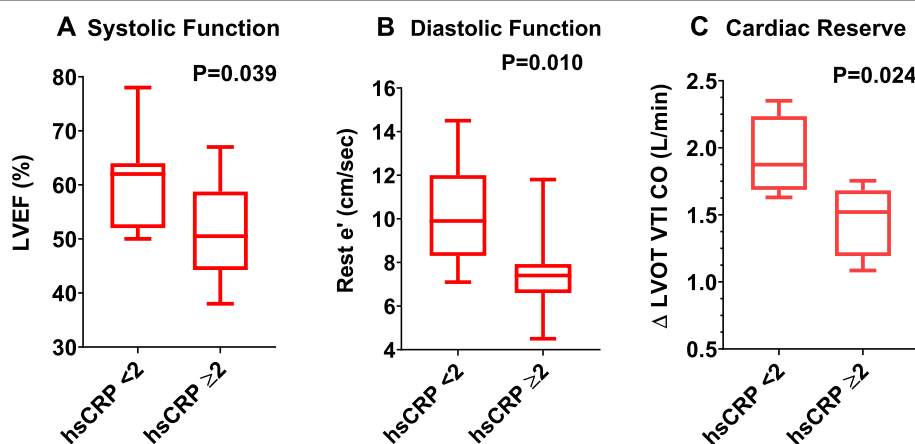 A Systolic Function
P=0.039
LVEF (%)
80
70
60
50
40
30
hsCRP <2
hsCRP ≥2
B Diastolic Function
P=0.010
Rest e' (cm/sec)
16
14
12
10
8
6
4
hsCRP <2
hsCRP ≥2
C Cardiac Reserve
P=0.024
Δ LVOT VTI CO (L/min)
2.5
2.0
1.5
1.0
0.5
hsCRP <2
hsCRP ≥2